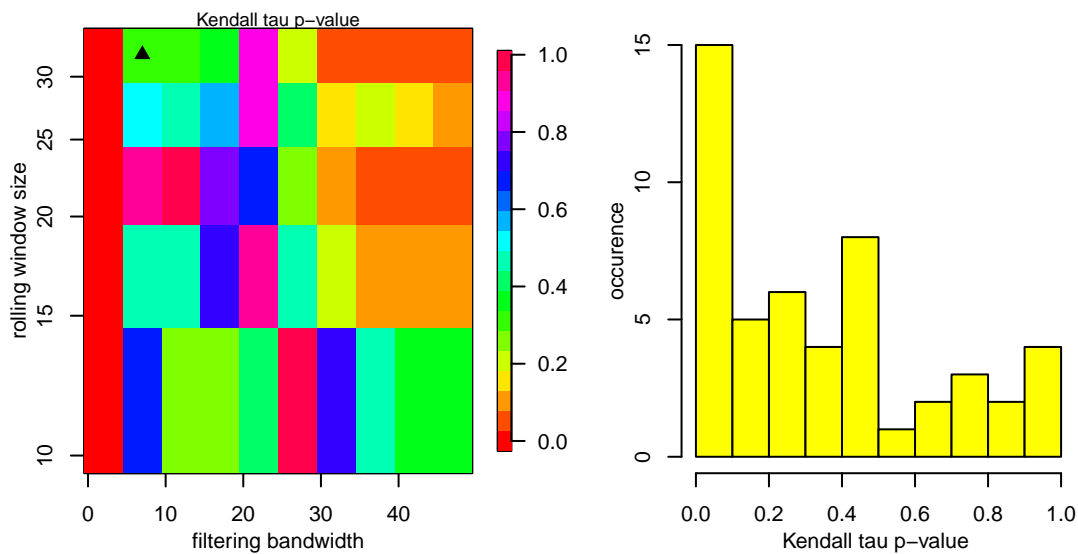 Kendall tau p−value
rolling window size
30
25
20
15
10
0 10 20 30 40
filtering bandwidth
1.0
0.8
0.6
0.4
0.2
0.0
occurence
15
10
5
0
0.0 0.2 0.4 0.6 0.8 1.0
Kendall tau p−value